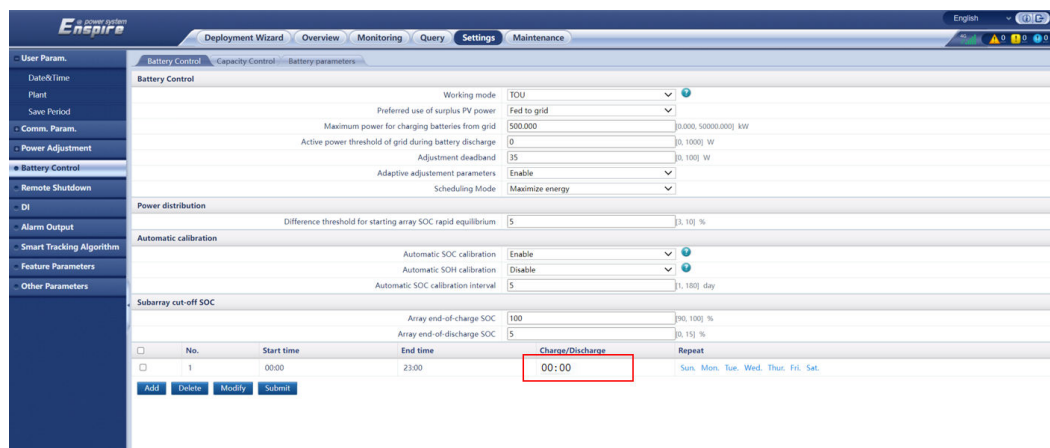 Enspire
e power system
English
Deployment Wizard Overview Monitoring Query Settings Maintenance
0 0 0
User Param.
Date&Time
Plant
Save Period
Comm. Param.
Power Adjustment
Battery Control
Remote Shutdown
DI
Alarm Output
Smart Tracking Algorithm
Feature Parameters
Other Parameters
Battery Control Capacity Control Battery parameters
Battery Control
Working mode TOU
Preferred use of surplus PV power Fed to grid
Maximum power for charging batteries from grid 500.000 [0.000, 50000.000] kW
Active power threshold of grid during battery discharge 0 [0, 1000] W
Adjustment deadband 35 [0, 100] W
Adaptive adjustement parameters Enable
Scheduling Mode Maximize energy
Power distribution
Difference threshold for starting array SOC rapid equilibrium 5 [3, 10] %
Automatic calibration
Automatic SOC calibration Enable
Automatic SOH calibration Disable
Automatic SOC calibration interval 5 [1, 180] day
Subarray cut-off SOC
Array end-of-charge SOC 100 [90, 100] %
Array end-of-discharge SOC 5 [0, 15] %
No. Start time End time Charge/Discharge Repeat
1 00:00 23:00 00:00 Sun. Mon. Tue. Wed. Thur. Fri. Sat.
Add Delete Modify Submit